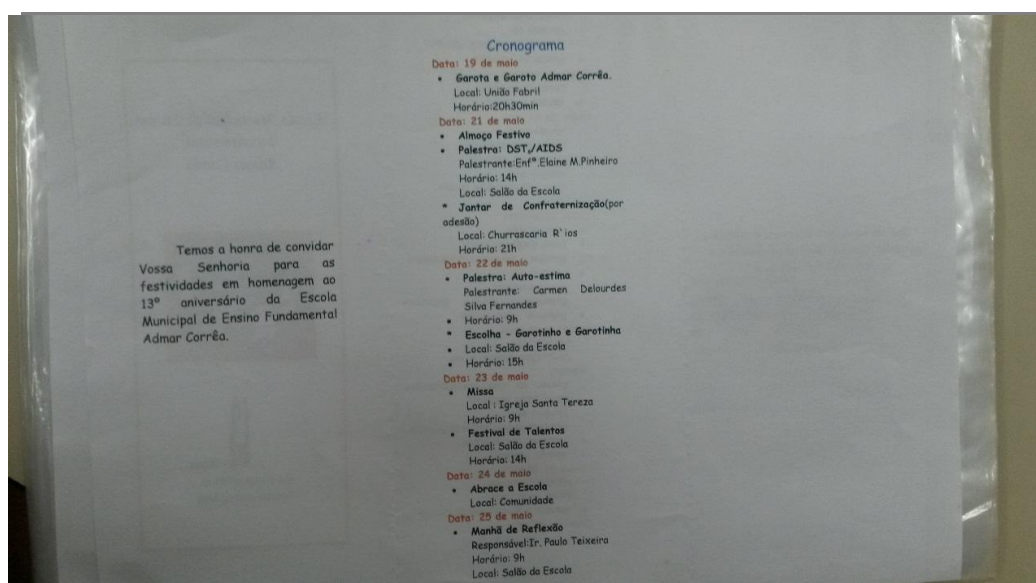 Temos a honra de convidar
Vossa Senhoria para as
festividades em homenagem ao
13º aniversário da Escola
Municipal de Ensino Fundamental
Admar Corrêa.
Cronograma
Data: 19 de maio
• Garota e Garoto Admar Corrêa.
Local: União Fabril
Horário:20h30min
Data: 21 de maio
• Almoço Festivo
• Palestra: DST,/AIDS
Palestrante:Enfª.Elaine M.Pinheiro
Horário: 14h
Local: Salão da Escola
* Jantar de Confraternização(por
adesão)
Local: Churrascaria R`ios
Horário: 21h
Data: 22 de maio
• Palestra: Auto-estima
Palestrante: Carmen Delourdes
Silva Fernandes
• Horário: 9h
* Escolha - Garotinho e Garotinha
• Local: Salão da Escola
• Horário: 15h
Data: 23 de maio
• Missa
Local : Igreja Santa Tereza
Horário: 9h
• Festival de Talentos
Local: Salão da Escola
Horário: 14h
Data: 24 de maio
• Abrace a Escola
Local: Comunidade
Data: 25 de maio
• Manhã de Reflexão
Responsável:Ir. Paulo Teixeira
Horário: 9h
Local: Salão da Escola